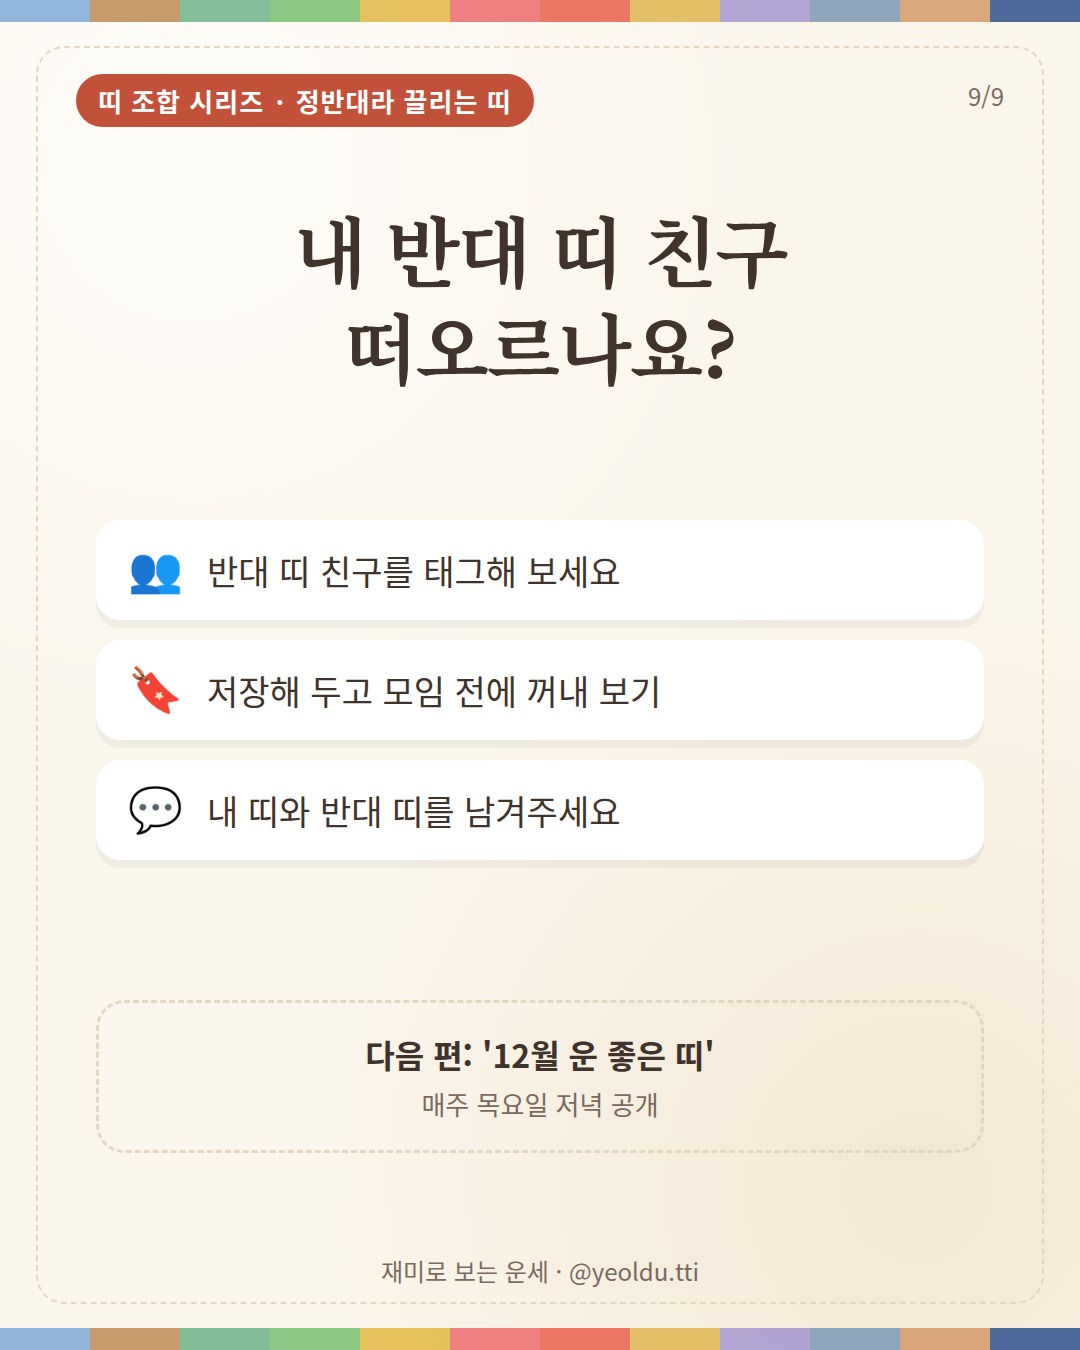 띠 조합 시리즈 · 정반대라 끌리는 띠
9/9
내 반대 띠 친구
떠오르나요?
반대 띠 친구를 태그해 보세요
저장해 두고 모임 전에 꺼내 보기
내 띠와 반대 띠를 남겨주세요
다음 편: '12월 운 좋은 띠'
매주 목요일 저녁 공개
재미로 보는 운세 · @yeoldu.tti